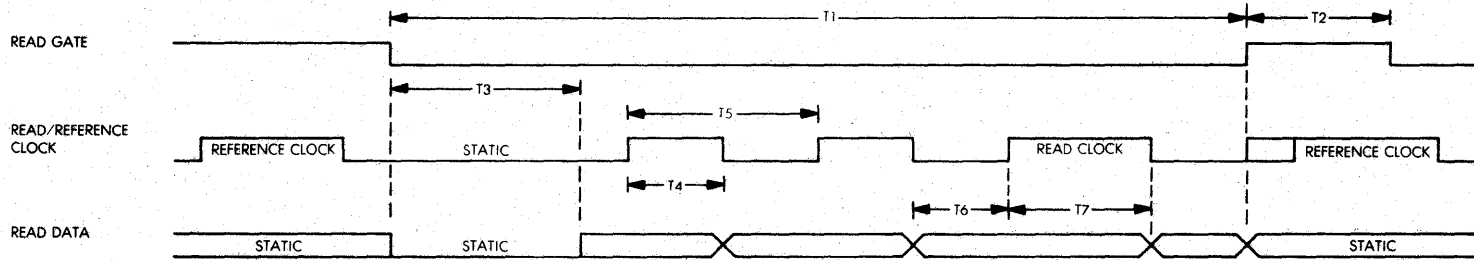 T1
T2
READ GATE
T3
T5
READ/REFERENCE
CLOCK
REFERENCE CLOCK
STATIC
READ CLOCK
REFERENCE CLOCK
T4
T6
T7
READ DATA
STATIC
STATIC
STATIC